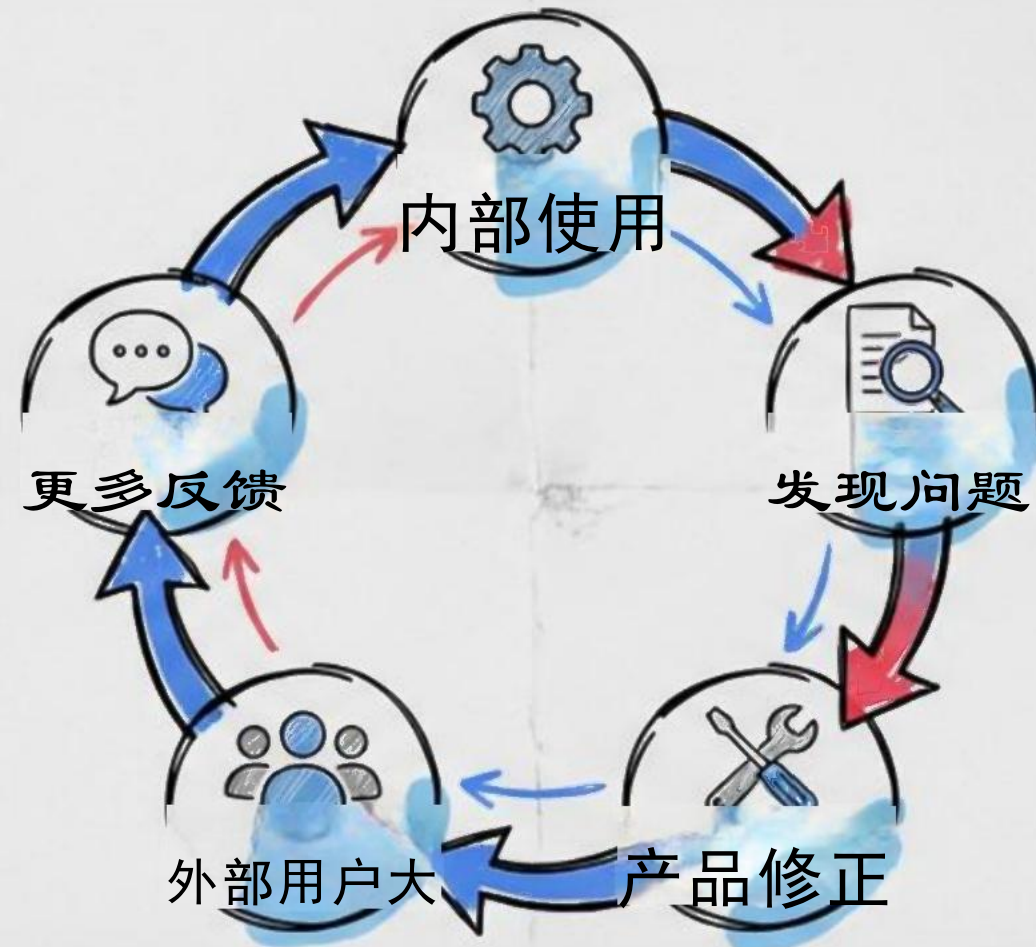 内部使用
发现问题
产品修正
外部用户大
更多反馈